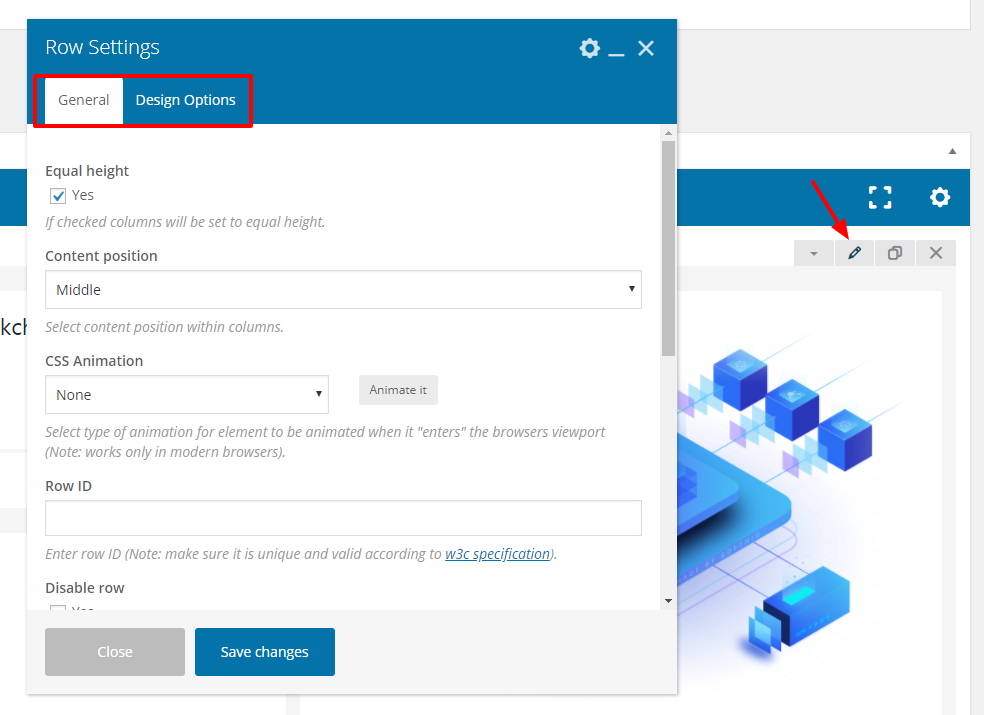 Row Settings
General
Design Options
Equal height
Yes
If checked columns will be set to equal height.
Content position
Middle
Select content position within columns.
CSS Animation
None
Animate it
Select type of animation for element to be animated when it "enters" the browsers viewport
(Note: works only in modern browsers).
Row ID
Enter row ID (Note: make sure it is unique and valid according to w3c specification).
Disable row
Yes
Close
Save changes
kch